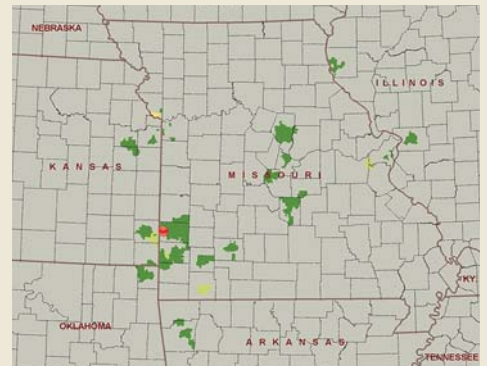 NEBRASKA
ILLINOIS
KANSAS
MISSOURI
KY.
OKLAHOMA
ARKANSAS
TENNESSEE